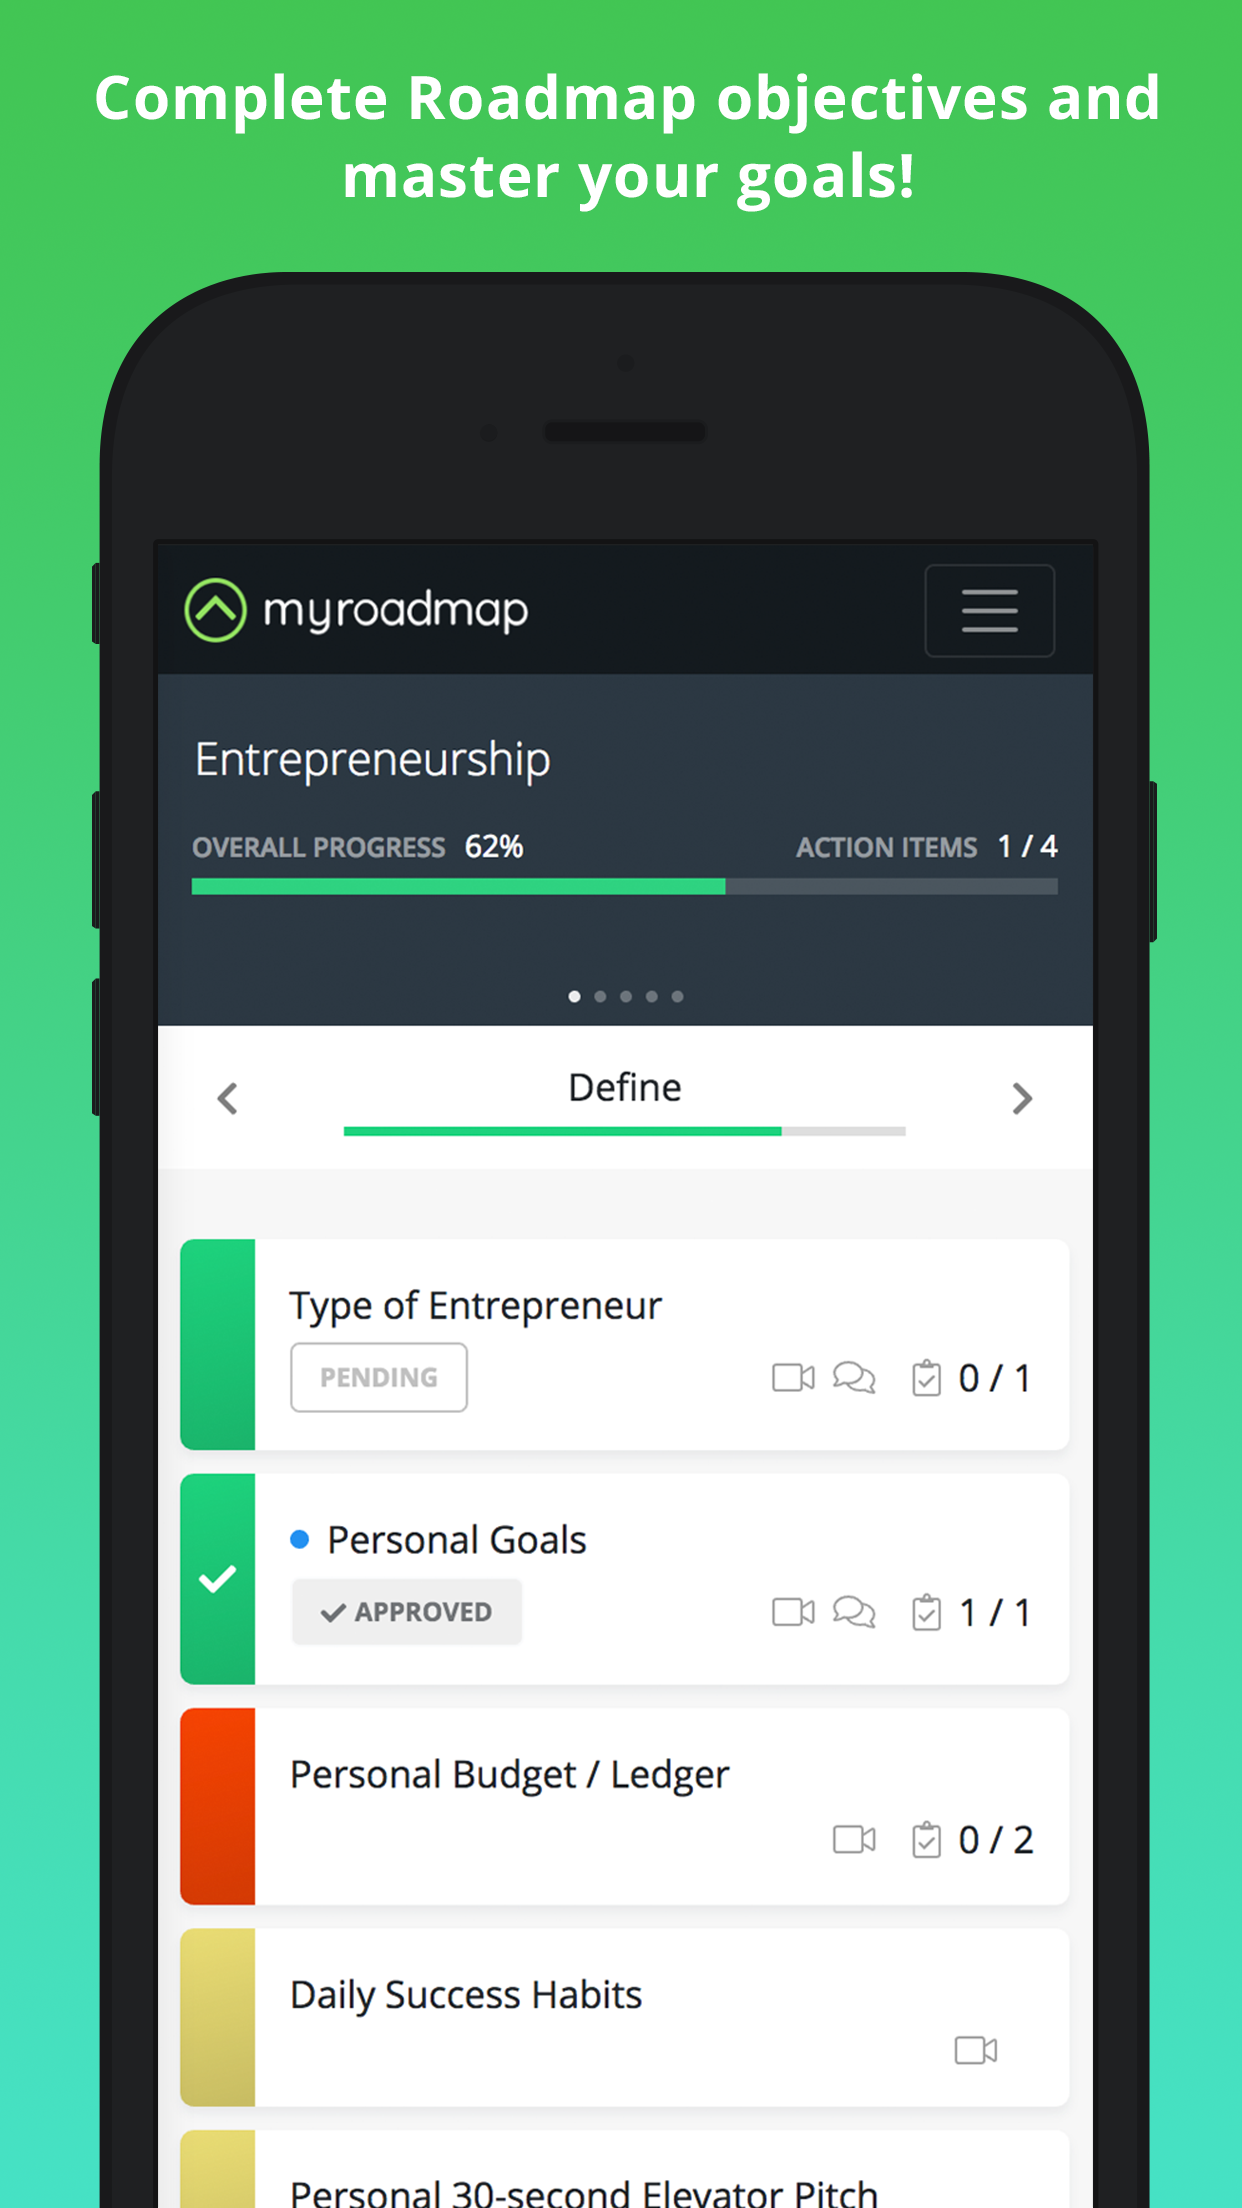 Complete Roadmap objectives and
master your goals!
myroadmap
Entrepreneurship
OVERALL PROGRESS 62% ACTION ITEMS 1 / 4
Define
Type of Entrepreneur
PENDING 0 / 1
Personal Goals
APPROVED 1 / 1
Personal Budget / Ledger
0 / 2
Daily Success Habits
Personal 30-second Elevator Pitch